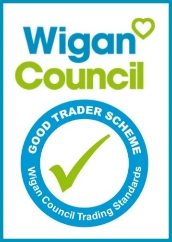 Wigan
Council
GOOD TRADER SCHEME
Wigan Council Trading Standards